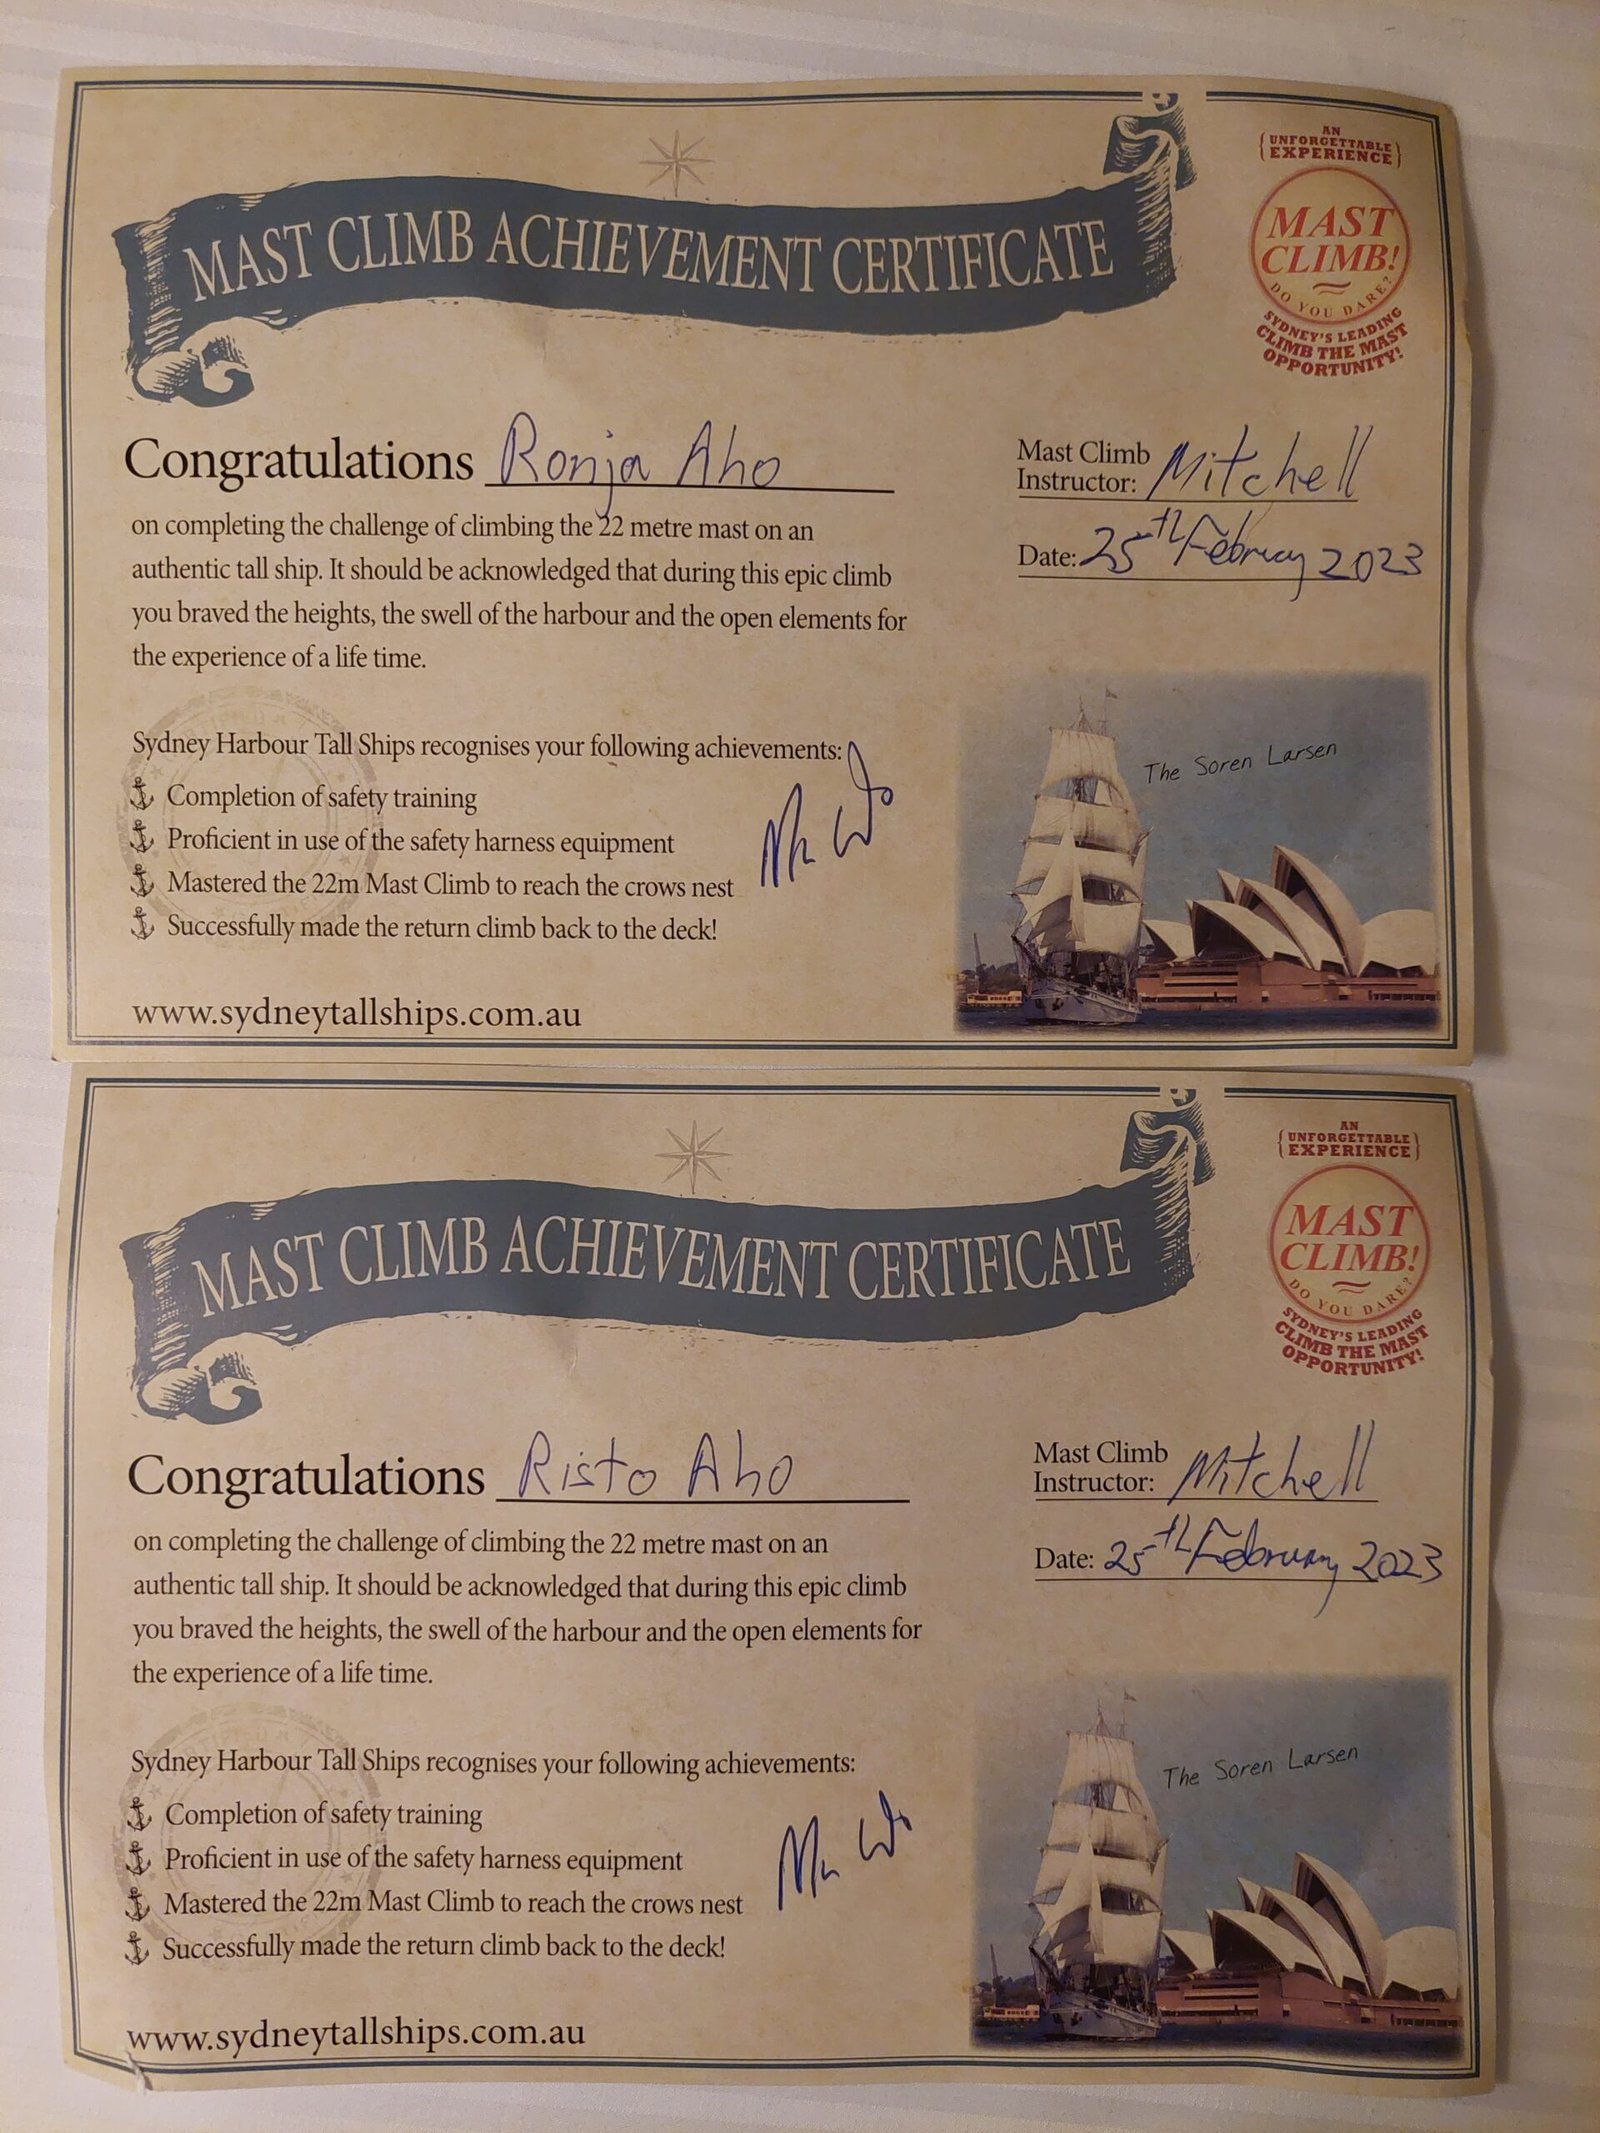 AN
UNFORGETTABLE
EXPERIENCE
MAST CLIMB ACHIEVEMENT CERTIFICATE
MAST
CLIMB!
DO YOU DARE?
SYDNEY'S LEADING
CLIMB THE MAST
OPPORTUNITY!
Congratulations Ronja Aho
on completing the challenge of climbing the 22 metre mast on an
authentic tall ship. It should be acknowledged that during this epic climb
you braved the heights, the swell of the harbour and the open elements for
the experience of a life time.
Mast Climb
Instructor: Mitchell
Date: 25th February 2023
Sydney Harbour Tall Ships recognises your following achievements:
Completion of safety training
Proficient in use of the safety harness equipment
Mastered the 22m Mast Climb to reach the crows nest
Successfully made the return climb back to the deck!
The Soren Larsen
www.sydneytallships.com.au
AN
UNFORGETTABLE
EXPERIENCE
MAST CLIMB ACHIEVEMENT CERTIFICATE
MAST
CLIMB!
DO YOU DARE?
SYDNEY'S LEADING
CLIMB THE MAST
OPPORTUNITY!
Congratulations Risto Aho
on completing the challenge of climbing the 22 metre mast on an
authentic tall ship. It should be acknowledged that during this epic climb
you braved the heights, the swell of the harbour and the open elements for
the experience of a life time.
Mast Climb
Instructor: Mitchell
Date: 25th February 2023
Sydney Harbour Tall Ships recognises your following achievements:
Completion of safety training
Proficient in use of the safety harness equipment
Mastered the 22m Mast Climb to reach the crows nest
Successfully made the return climb back to the deck!
The Soren Larsen
www.sydneytallships.com.au